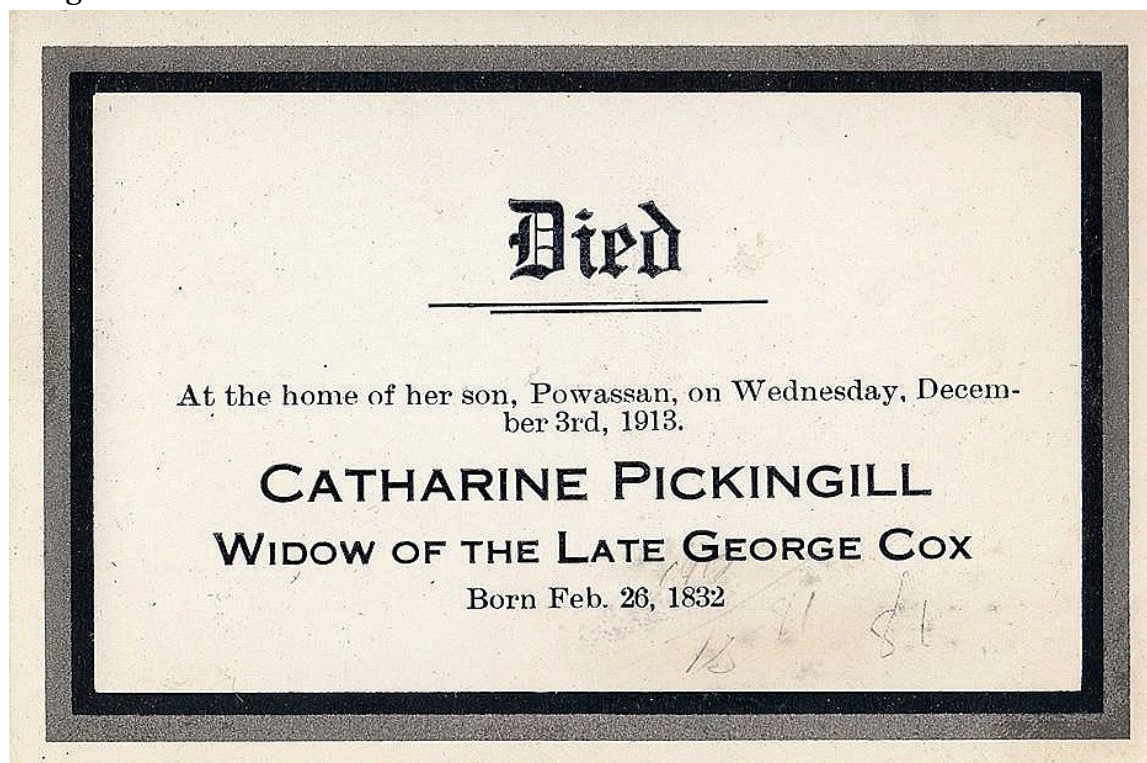 Died
At the home of her son, Powassan, on Wednesday, Decem-
ber 3rd, 1913.
CATHARINE PICKINGILL
WIDOW OF THE LATE GEORGE COX
Born Feb. 26, 1832
81